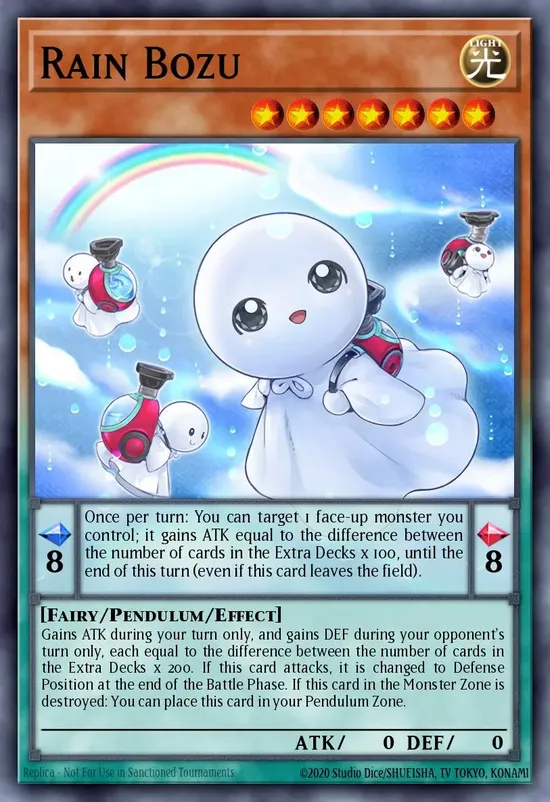 Rain Bozu
LIGHT
光
Once per turn: You can target 1 face-up monster you
control; it gains ATK equal to the difference between
the number of cards in the Extra Decks x 100, until the
end of this turn (even if this card leaves the field).
8
8
[Fairy/Pendulum/Effect]
Gains ATK during your turn only, and gains DEF during your opponent's
turn only, each equal to the difference between the number of cards in
the Extra Decks x 200. If this card attacks, it is changed to Defense
Position at the end of the Battle Phase. If this card in the Monster Zone is
destroyed: You can place this card in your Pendulum Zone.
ATK/ 0 DEF/ 0
Replica - Not For Use in Sanctioned Tournaments
©2020 Studio Dice/SHUEISHA, TV TOKYO, KONAMI